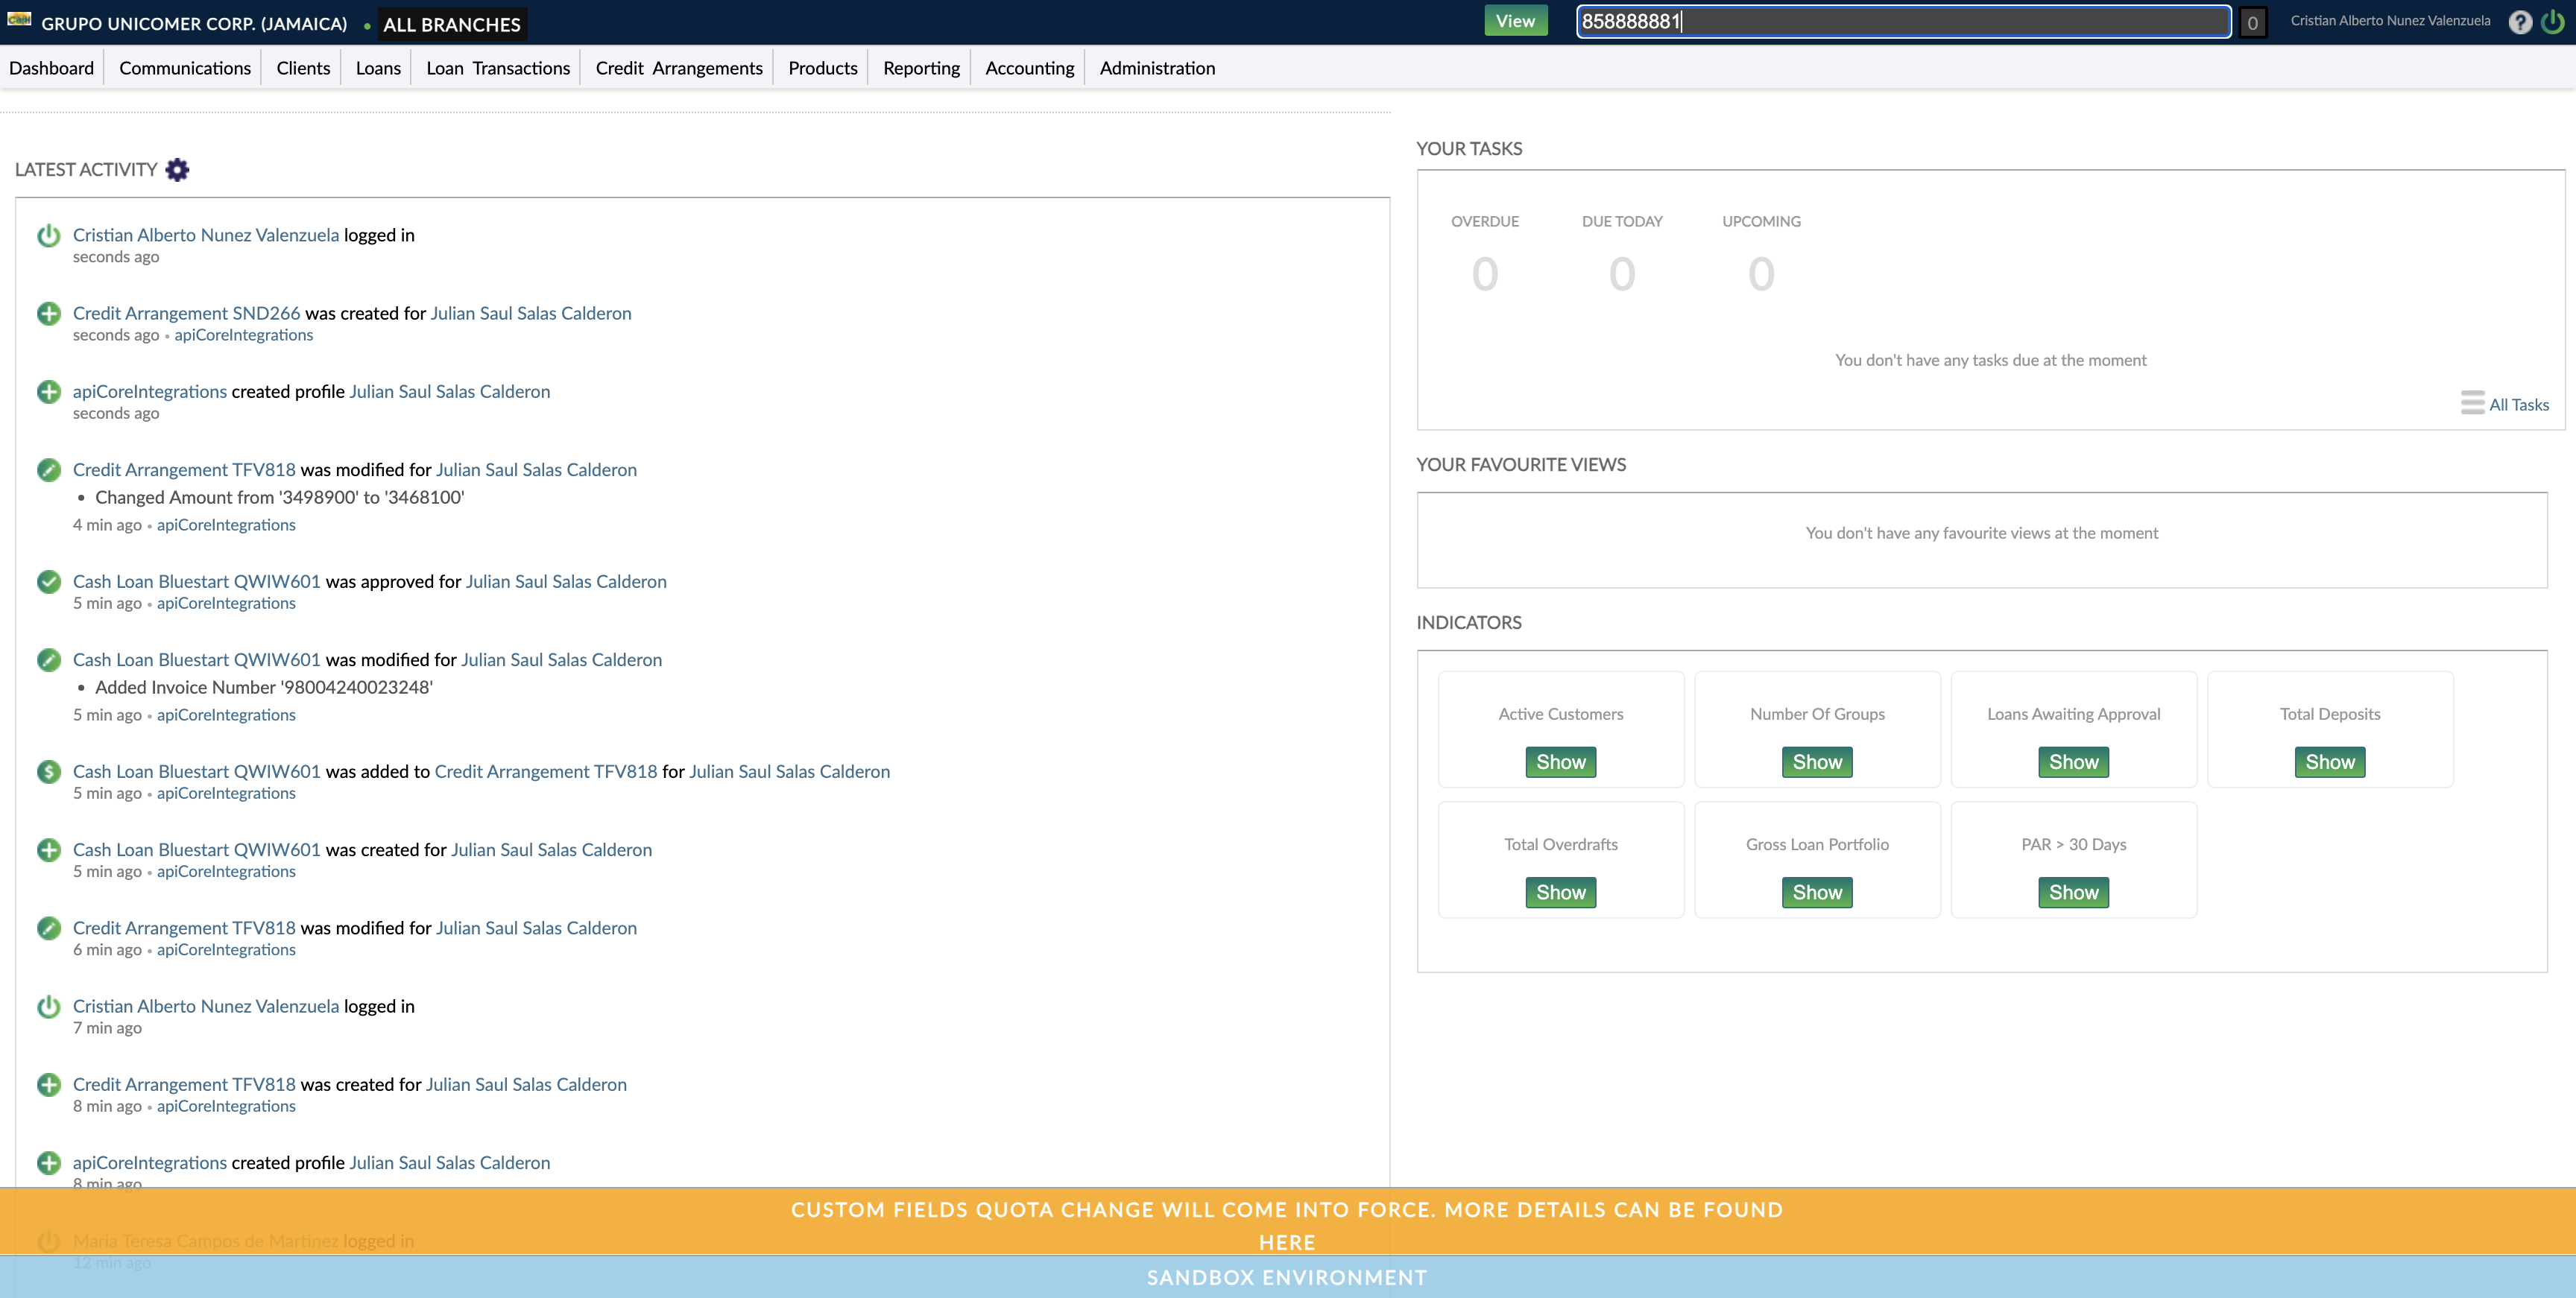 GRUPO UNICOMER CORP. (JAMAICA) • ALL BRANCHES
View
858888881
0
Cristian Alberto Nunez Valenzuela
?
Dashboard Communications Clients Loans Loan Transactions Credit Arrangements Products Reporting Accounting Administration
LATEST ACTIVITY
Cristian Alberto Nunez Valenzuela logged in
seconds ago
Credit Arrangement SND266 was created for Julian Saul Salas Calderon
seconds ago • apiCoreIntegrations
apiCoreIntegrations created profile Julian Saul Salas Calderon
seconds ago
Credit Arrangement TFV818 was modified for Julian Saul Salas Calderon
• Changed Amount from '3498900' to '3468100'
4 min ago • apiCoreIntegrations
Cash Loan Bluestart QWIW601 was approved for Julian Saul Salas Calderon
5 min ago • apiCoreIntegrations
Cash Loan Bluestart QWIW601 was modified for Julian Saul Salas Calderon
• Added Invoice Number '98004240023248'
5 min ago • apiCoreIntegrations
Cash Loan Bluestart QWIW601 was added to Credit Arrangement TFV818 for Julian Saul Salas Calderon
5 min ago • apiCoreIntegrations
Cash Loan Bluestart QWIW601 was created for Julian Saul Salas Calderon
5 min ago • apiCoreIntegrations
Credit Arrangement TFV818 was modified for Julian Saul Salas Calderon
6 min ago • apiCoreIntegrations
Cristian Alberto Nunez Valenzuela logged in
7 min ago
Credit Arrangement TFV818 was created for Julian Saul Salas Calderon
8 min ago • apiCoreIntegrations
apiCoreIntegrations created profile Julian Saul Salas Calderon
8 min ago
Maria Teresa Campos de Martinez logged in
12 min ago
YOUR TASKS
OVERDUE DUE TODAY UPCOMING
0 0 0
You don't have any tasks due at the moment
All Tasks
YOUR FAVOURITE VIEWS
You don't have any favourite views at the moment
INDICATORS
Active Customers Number Of Groups Loans Awaiting Approval Total Deposits
Show Show Show Show
Total Overdrafts Gross Loan Portfolio PAR > 30 Days
Show Show Show
CUSTOM FIELDS QUOTA CHANGE WILL COME INTO FORCE. MORE DETAILS CAN BE FOUND
HERE
SANDBOX ENVIRONMENT